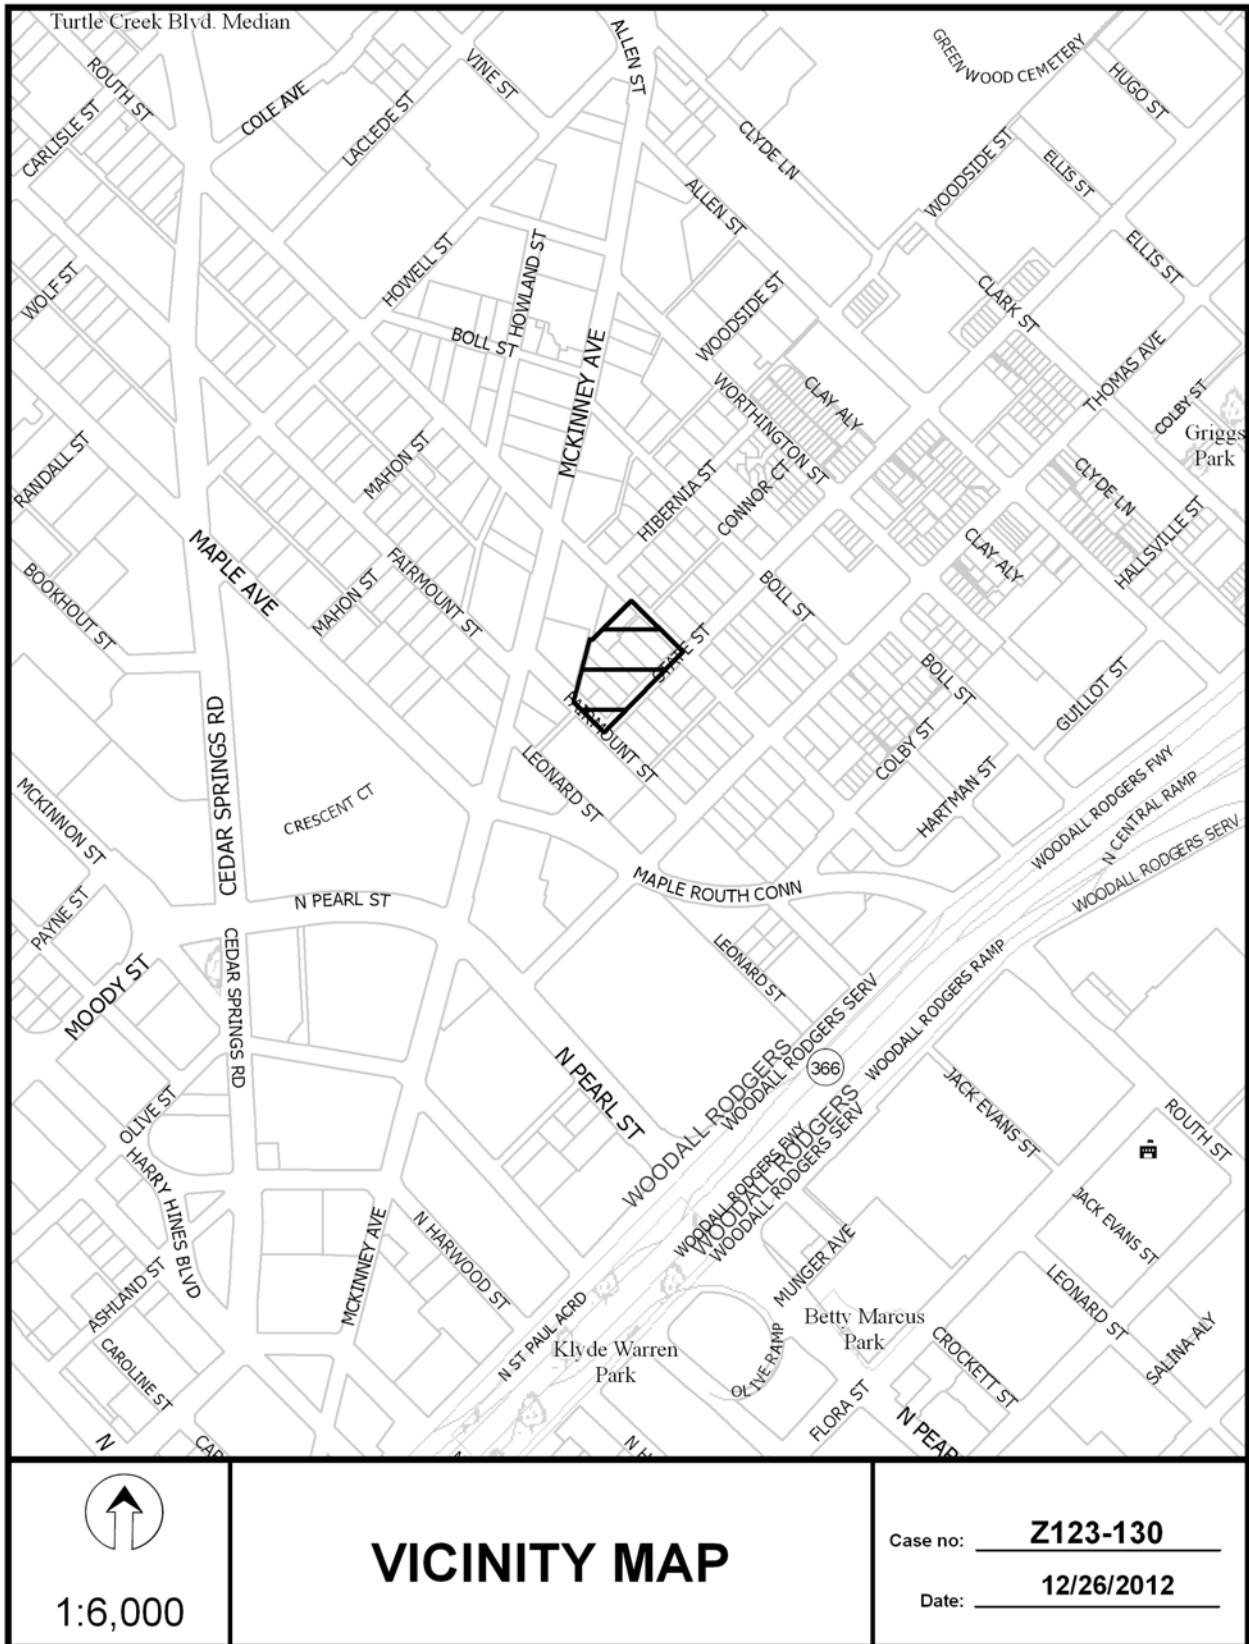 Turtle Creek Blvd. Median
ALLEN ST
GREENWOOD CEMETERY
ROUTH ST
VINE ST
HUGO ST
CARLISLE ST
COLE AVE
LACLEDE ST
CLYDE LN
WOODSIDE ST
ELLIS ST
ALLEN ST
ELLIS ST
WOLF ST
HOWELL ST
HOWLAND ST
WOODSIDE ST
CLARK ST
BOLL ST
MCKINNEY AVE
THOMAS AVE
CLAY ALY
WORTHINGTON ST
COLBY ST
Griggs
Park
RANDALL ST
MAHON ST
HIBERNIA ST
CONNOR CT
CLYDE LN
HALLSVILLE ST
MAPLE AVE
CLAY ALY
BOOKHOUT ST
MAHON ST
FAIRMOUNT ST
BOLL ST
STATE ST
BOLL ST
GUILLOT ST
FAIRMOUNT ST
COLBY ST
CEDAR SPRINGS RD
LEONARD ST
HARTMAN ST
WOODALL RODGERS FWY
N CENTRAL RAMP
WOODALL RODGERS SERV
MCKINNON ST
CRESCENT CT
MAPLE ROUTH CONN
N PEARL ST
PAYNE ST
MOODY ST
CEDAR SPRINGS RD
LEONARD ST
WOODALL RODGERS SERV
WOODALL RODGERS RAMP
WOODALL RODGERS
366
N PEARL ST
JACK EVANS ST
ROUTH ST
OLIVE ST
HARRY HINES BLVD
WOODALL RODGERS FWY
WOODALL RODGERS
WOODALL RODGERS SERV
JACK EVANS ST
MCKINNEY AVE
N HARWOOD ST
MUNGER AVE
ASHLAND ST
LEONARD ST
N ST PAUL ACRD
Betty Marcus
Park
SALINA ALY
Klyde Warren
Park
OLIVE RAMP
CROCKETT ST
CAROLINE ST
FLORA ST
N PEAR
N
CAR
N H
1:6,000
VICINITY MAP
Case no: Z123-130
Date: 12/26/2012